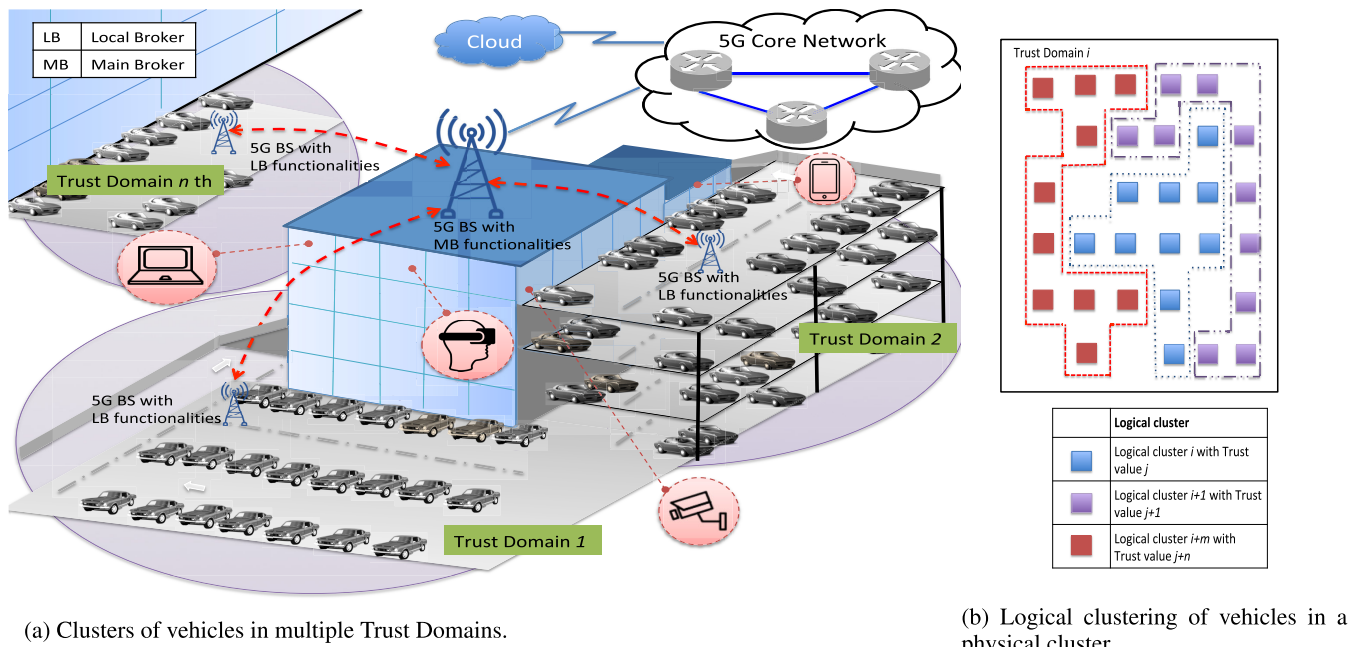 LB Local Broker
MB Main Broker
Cloud
5G Core Network
5G BS with
LB functionalities
Trust Domain n th
5G BS with
MB functionalities
5G BS with
LB functionalities
Trust Domain 2
5G BS with
LB functionalities
Trust Domain 1
(a) Clusters of vehicles in multiple Trust Domains.
Trust Domain i
Logical cluster
Logical cluster i with Trust
value j
Logical cluster i+1 with Trust
value j+1
Logical cluster i+m with
Trust value j+n
(b) Logical clustering of vehicles in a
physical cluster